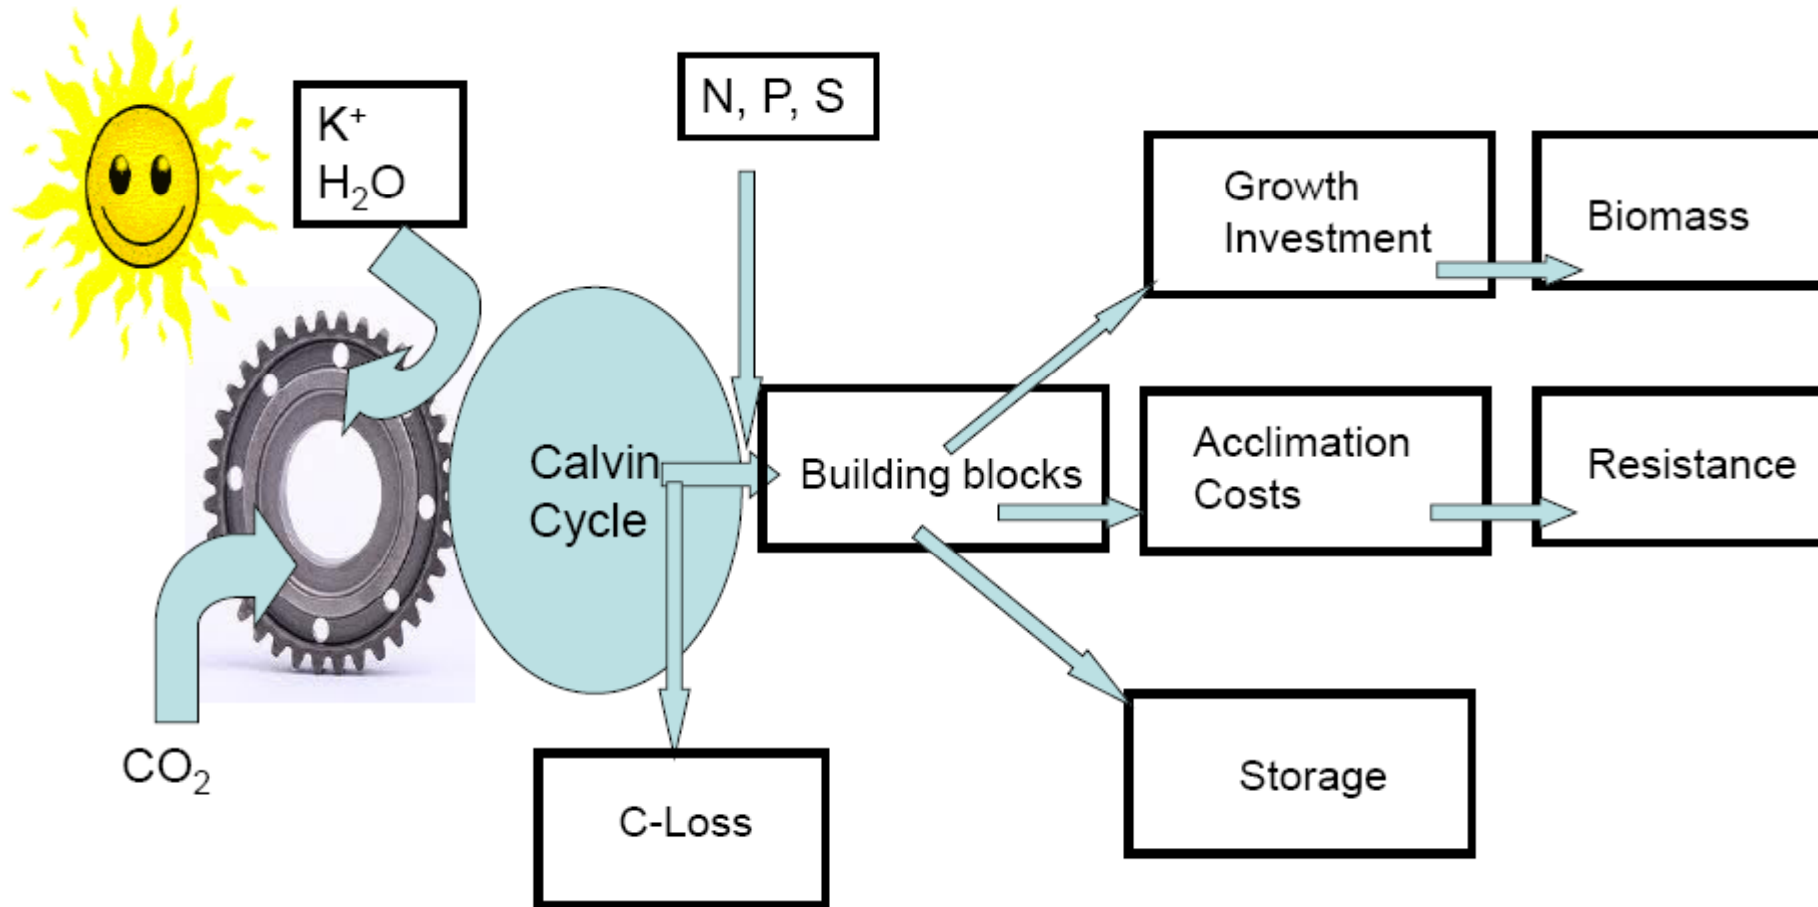 K⁺
H₂O
N, P, S
Growth
Investment
Biomass
Calvin
Cycle
Building blocks
Acclimation
Costs
Resistance
CO₂
C-Loss
Storage